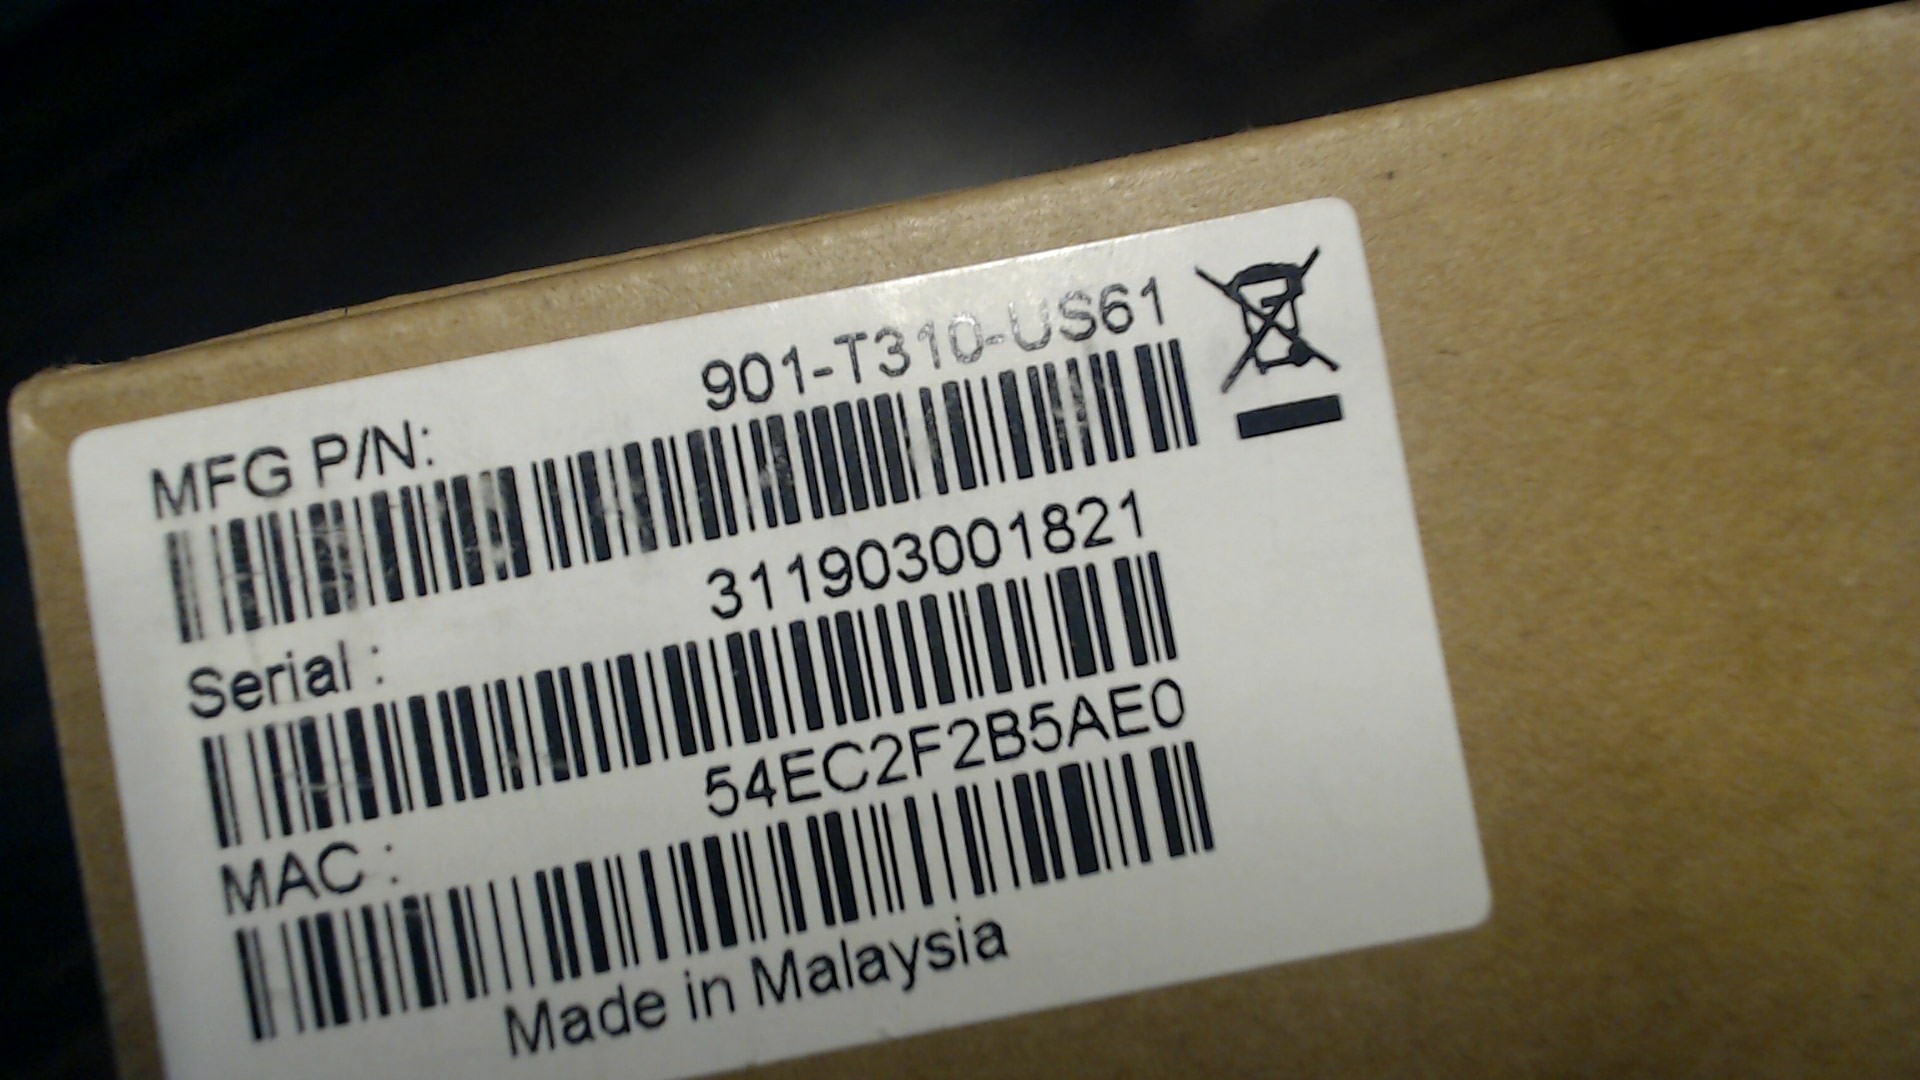 MFG P/N: 901-T310-US61
Serial : 311903001821
MAC : 54EC2F2B5AE0
Made in Malaysia